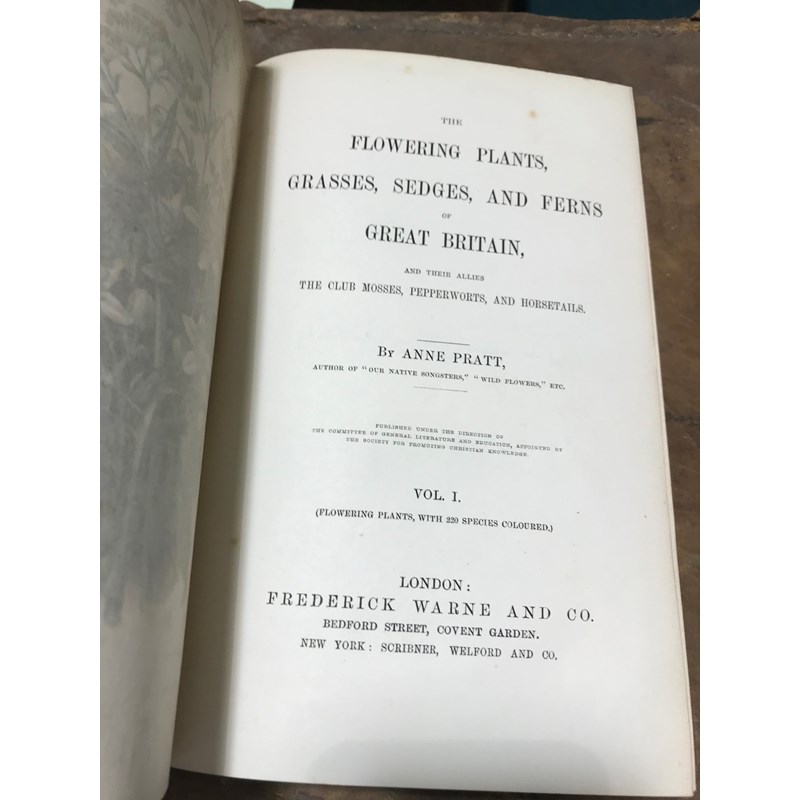 THE
FLOWERING PLANTS,
GRASSES, SEDGES, AND FERNS
OF
GREAT BRITAIN,
AND THEIR ALLIES
THE CLUB MOSSES, PEPPERWORTS, AND HORSETAILS.
By ANNE PRATT,
AUTHOR OF "OUR NATIVE SONGSTERS," "WILD FLOWERS," ETC.
PUBLISHED UNDER THE DIRECTION OF
THE COMMITTEE OF GENERAL LITERATURE AND EDUCATION, APPOINTED BY
THE SOCIETY FOR PROMOTING CHRISTIAN KNOWLEDGE.
VOL. I.
(FLOWERING PLANTS, WITH 220 SPECIES COLOURED.)
LONDON:
FREDERICK WARNE AND CO.
BEDFORD STREET, COVENT GARDEN.
NEW YORK: SCRIBNER, WELFORD AND CO.